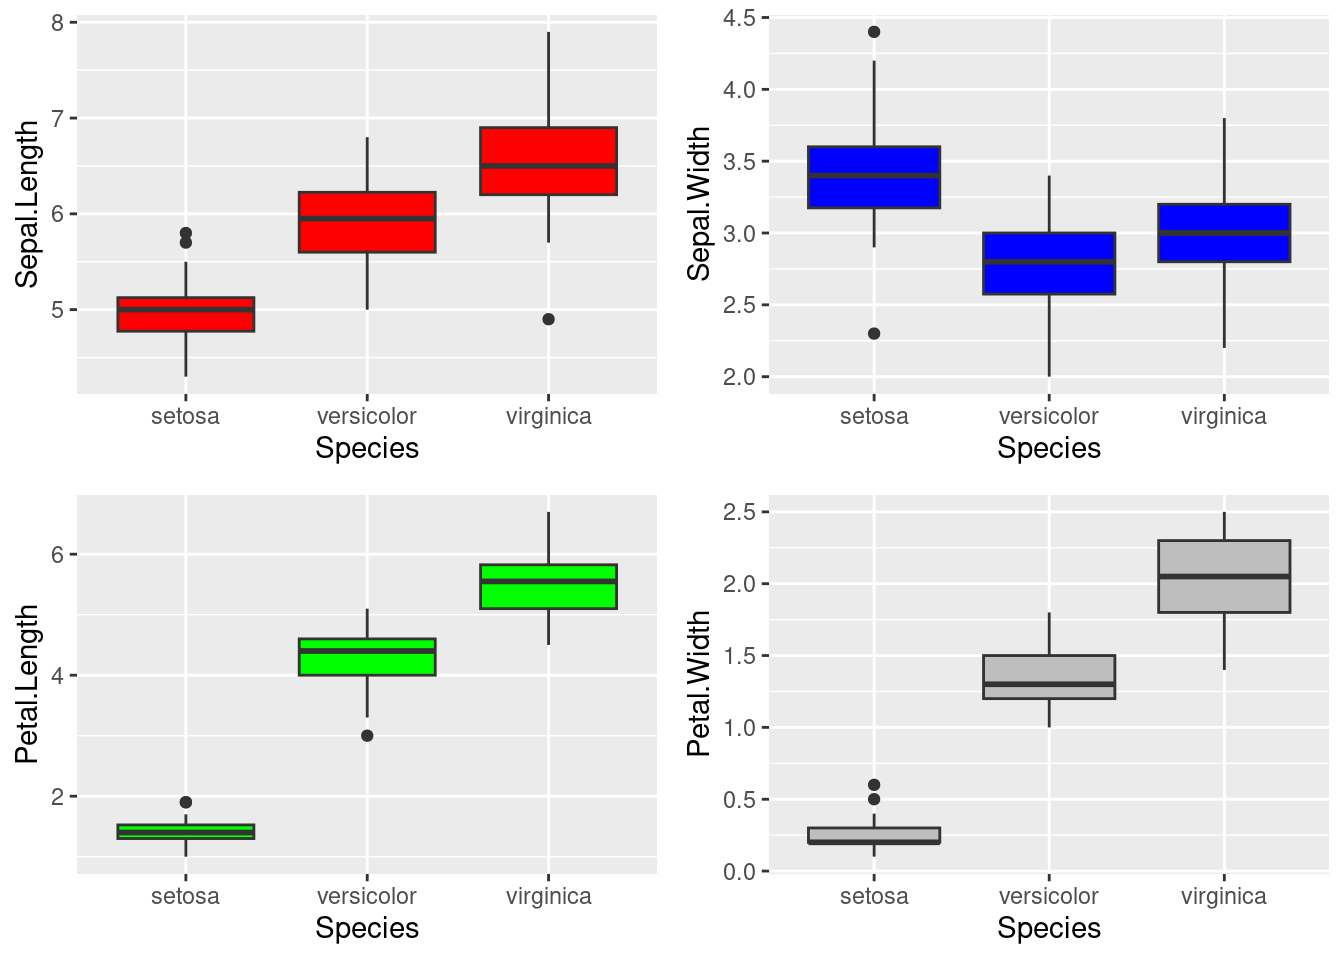 Sepal.Length
8
7
6
5
setosa versicolor virginica
Species
Sepal.Width
4.5
4.0
3.5
3.0
2.5
2.0
setosa versicolor virginica
Species
Petal.Length
6
4
2
setosa versicolor virginica
Species
Petal.Width
2.5
2.0
1.5
1.0
0.5
0.0
setosa versicolor virginica
Species